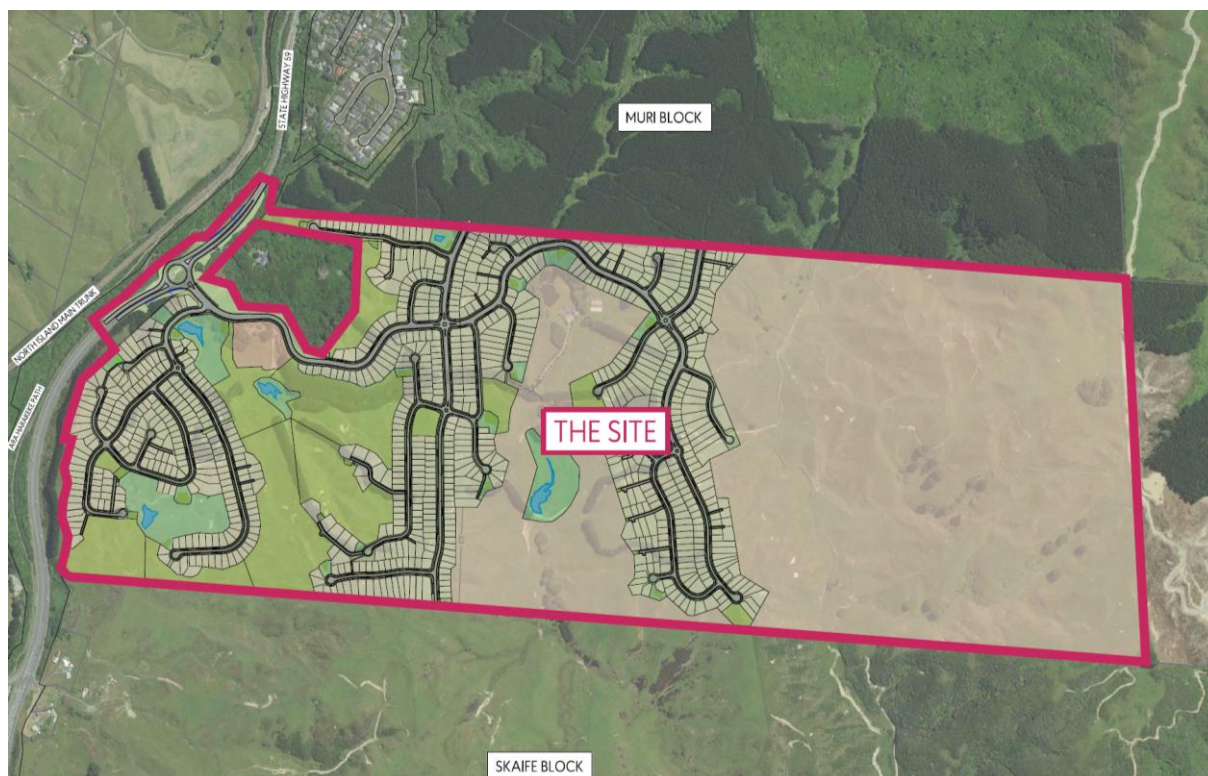 STATE HIGHWAY 59
MURI BLOCK
NORTH ISLAND MAIN TRUNK
ARA HARAKEKE PATH
THE SITE
SKAIFE BLOCK